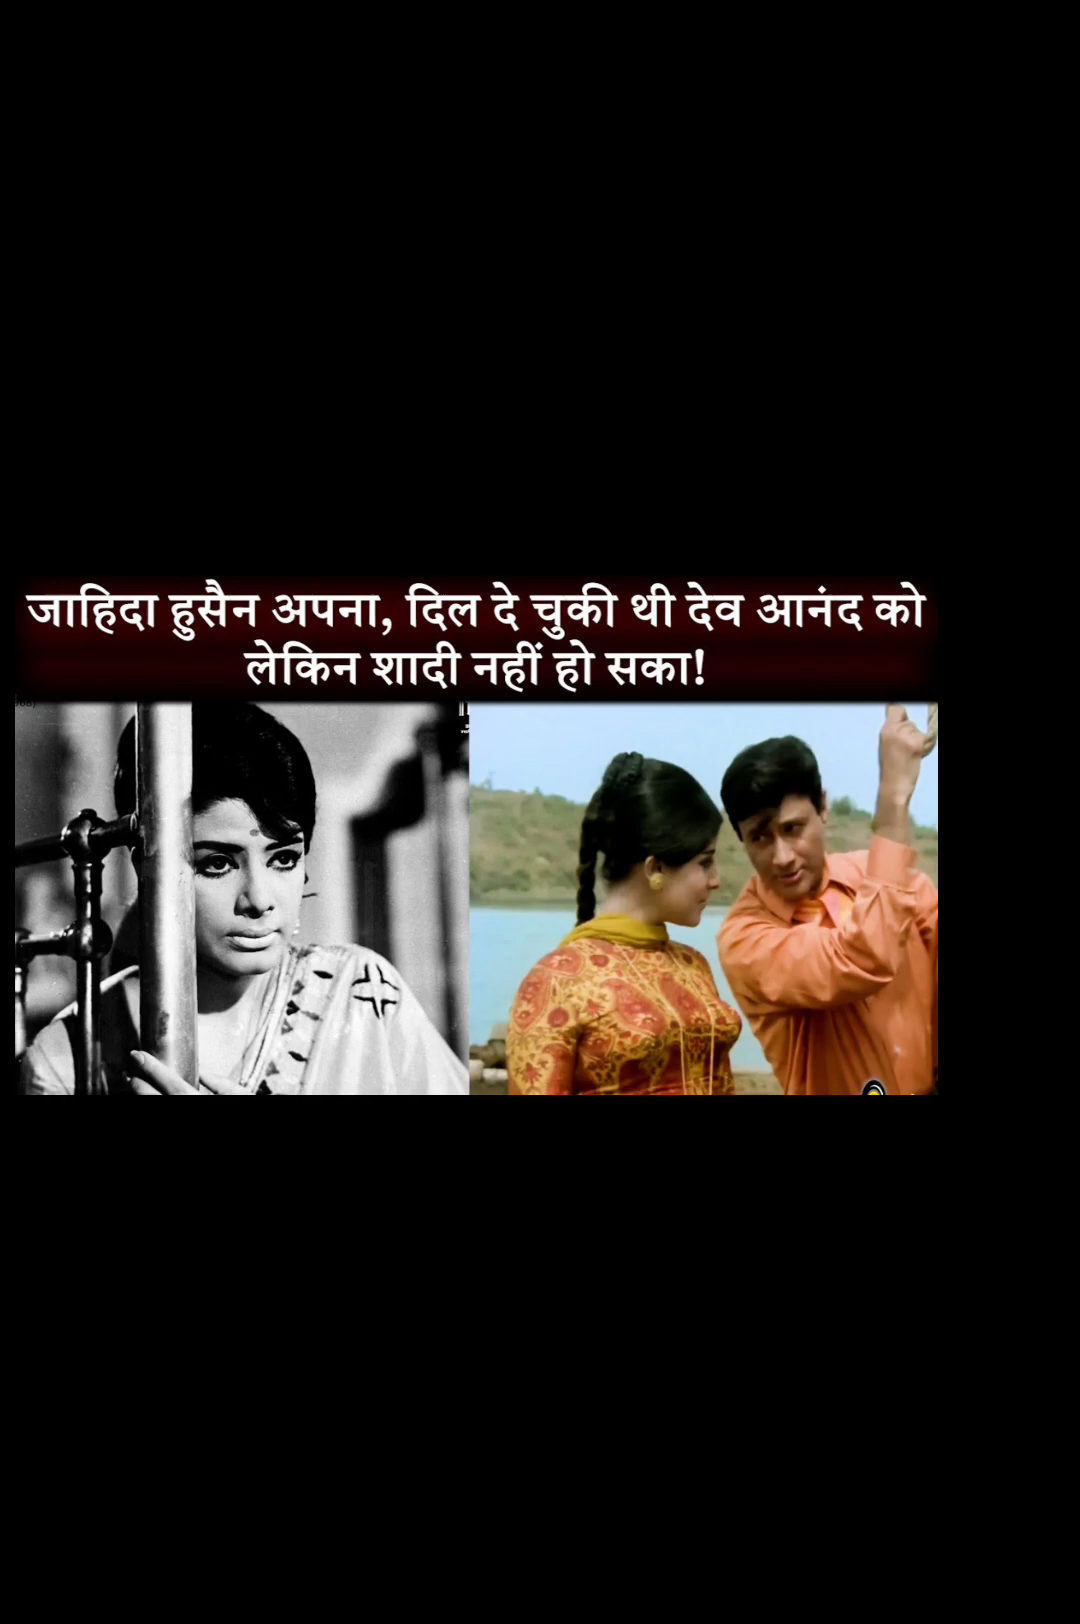 जाहिदा हुसैन अपना, दिल दे चुकी थी देव आनंद को
लेकिन शादी नहीं हो सका!